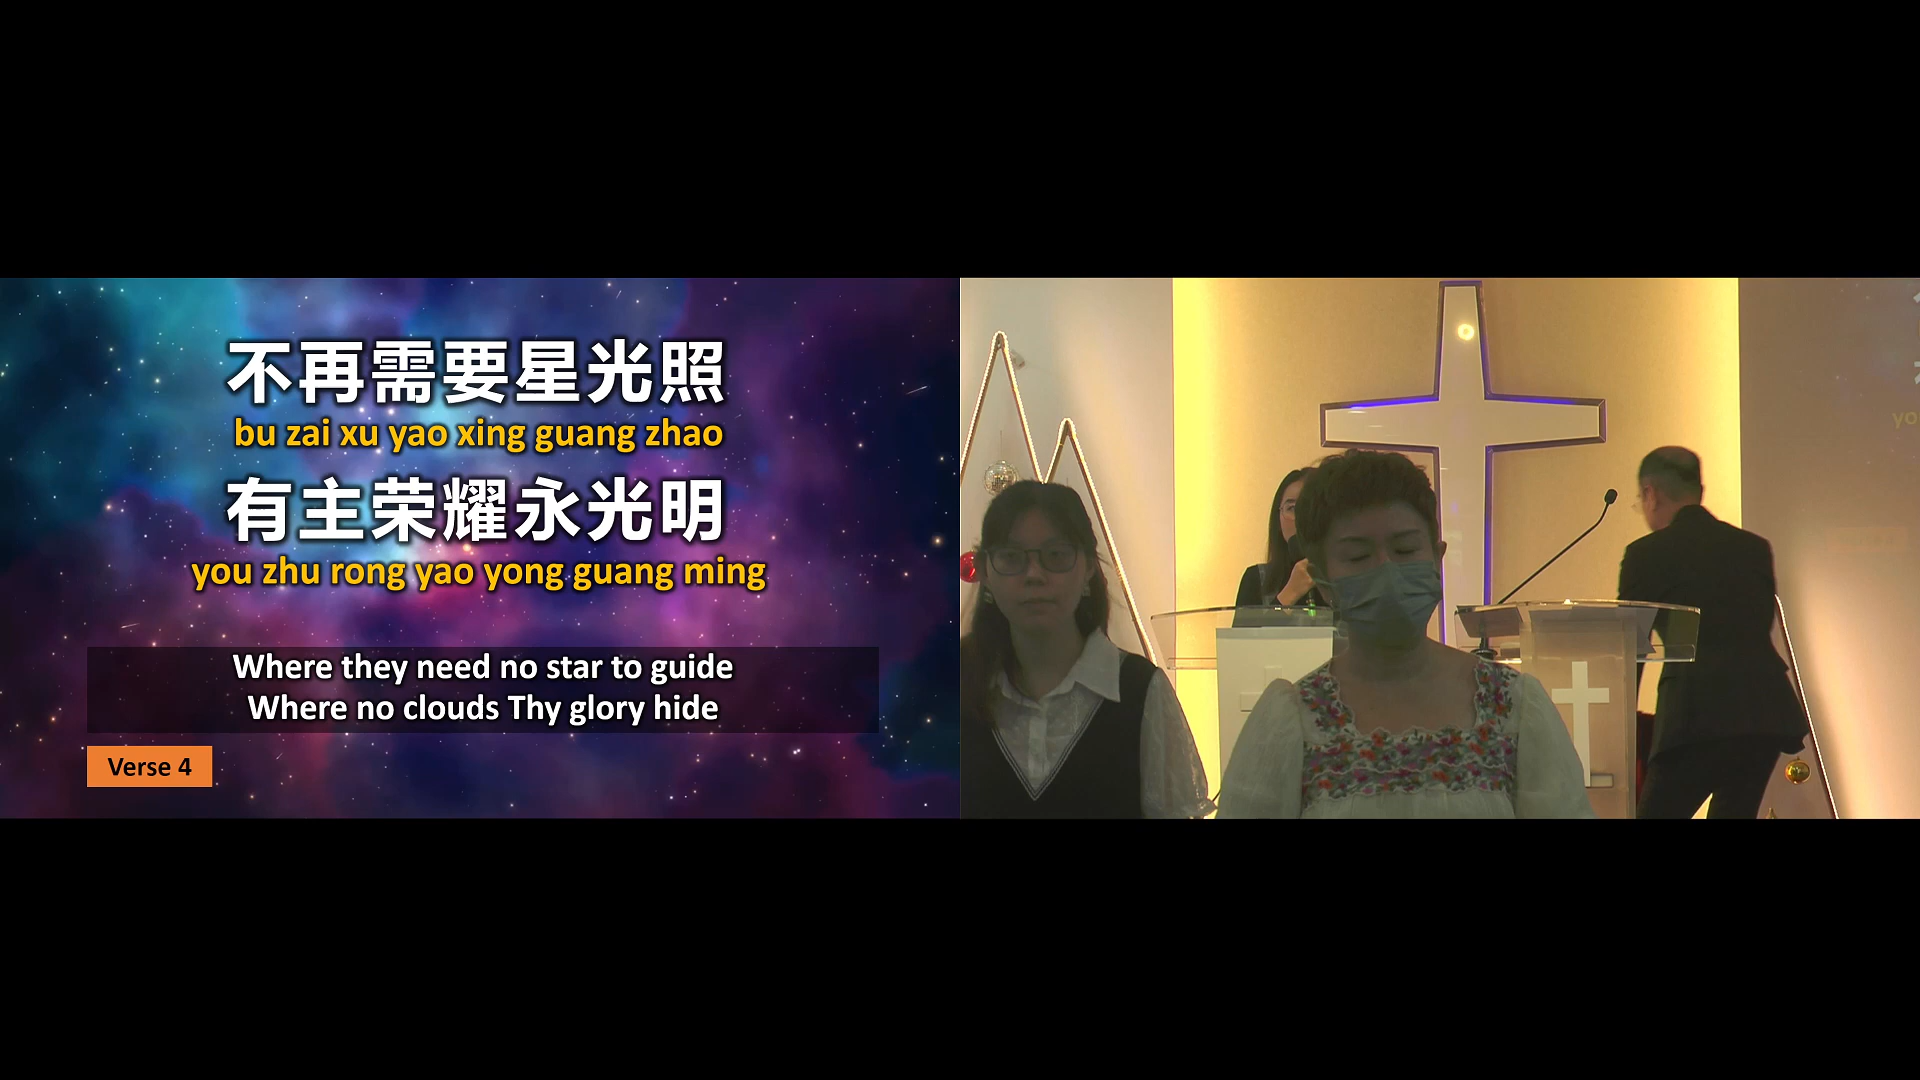 不再需要星光照
bu zai xu yao xing guang zhao
有主荣耀永光明
you zhu rong yao yong guang ming
Where they need no star to guide
Where no clouds Thy glory hide
Verse 4
yo